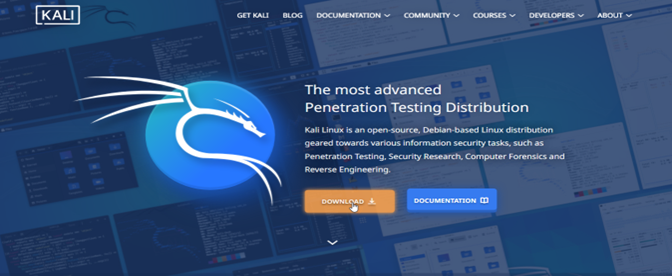 KALI
GET KALI BLOG DOCUMENTATION COMMUNITY COURSES DEVELOPERS ABOUT
The most advanced
Penetration Testing Distribution
Kali Linux is an open-source, Debian-based Linux distribution
geared towards various information security tasks, such as
Penetration Testing, Security Research, Computer Forensics and
Reverse Engineering.
DOWNLOAD DOCUMENTATION